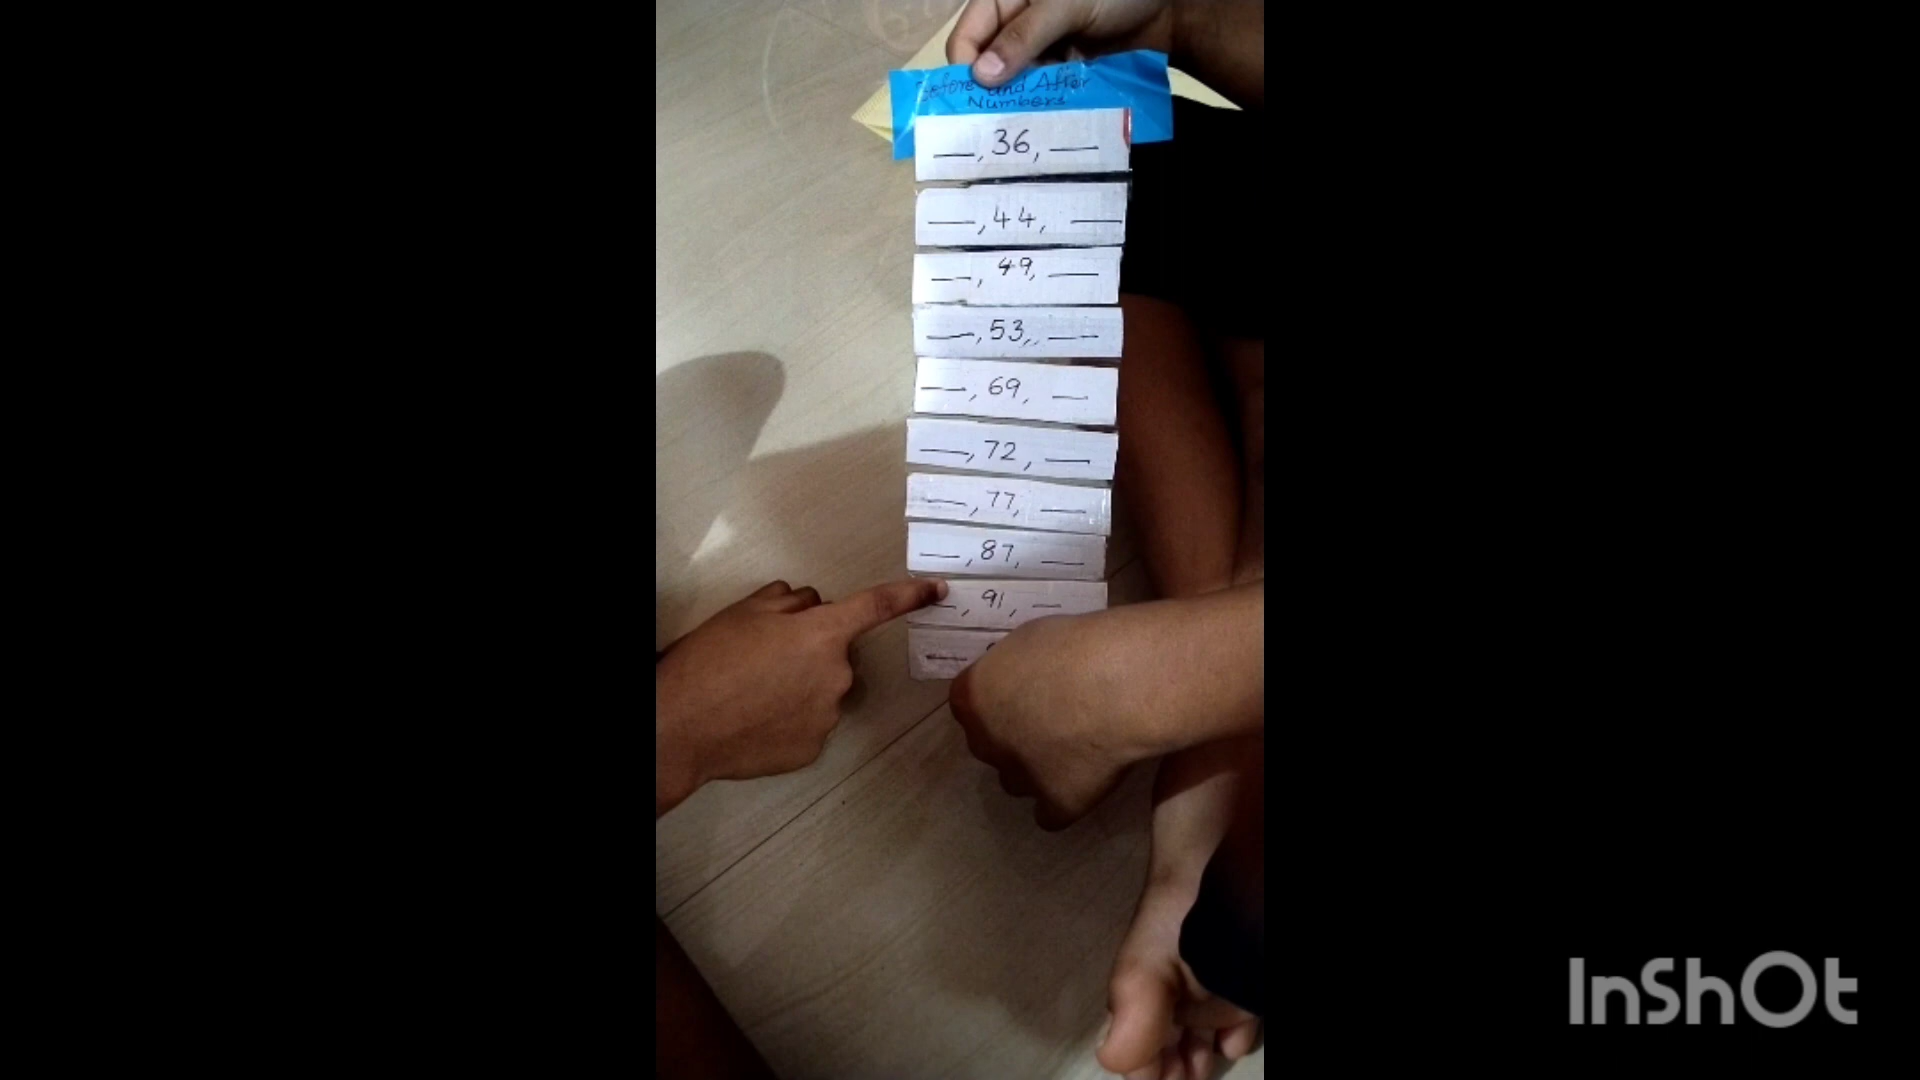 Before and After
Numbers
__, 36, __
__, 44, __
__, 49, __
__, 53,, __
__, 69, __
__, 72, __
__, 77, __
__, 87, __
__, 91, __
InShOt